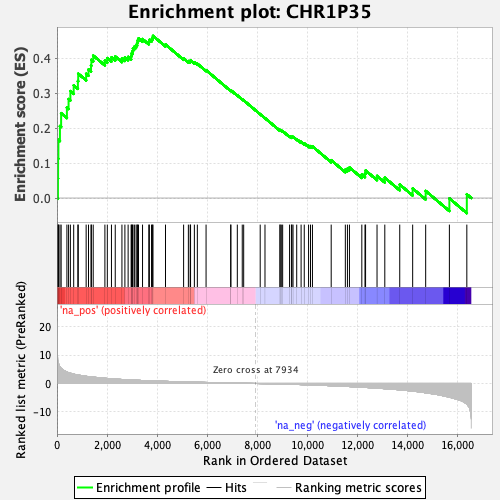 Enrichment plot: CHR1P35
Enrichment score (ES)
0.4
0.3
0.2
0.1
0.0
'na_pos' (positively correlated)
Ranked list metric (PreRanked)
20
10
0
-10
Zero cross at 7934
'na_neg' (negatively correlated)
0
2,000
4,000
6,000
8,000
10,000
12,000
14,000
16,000
Rank in Ordered Dataset
Enrichment profile
Hits
Ranking metric scores